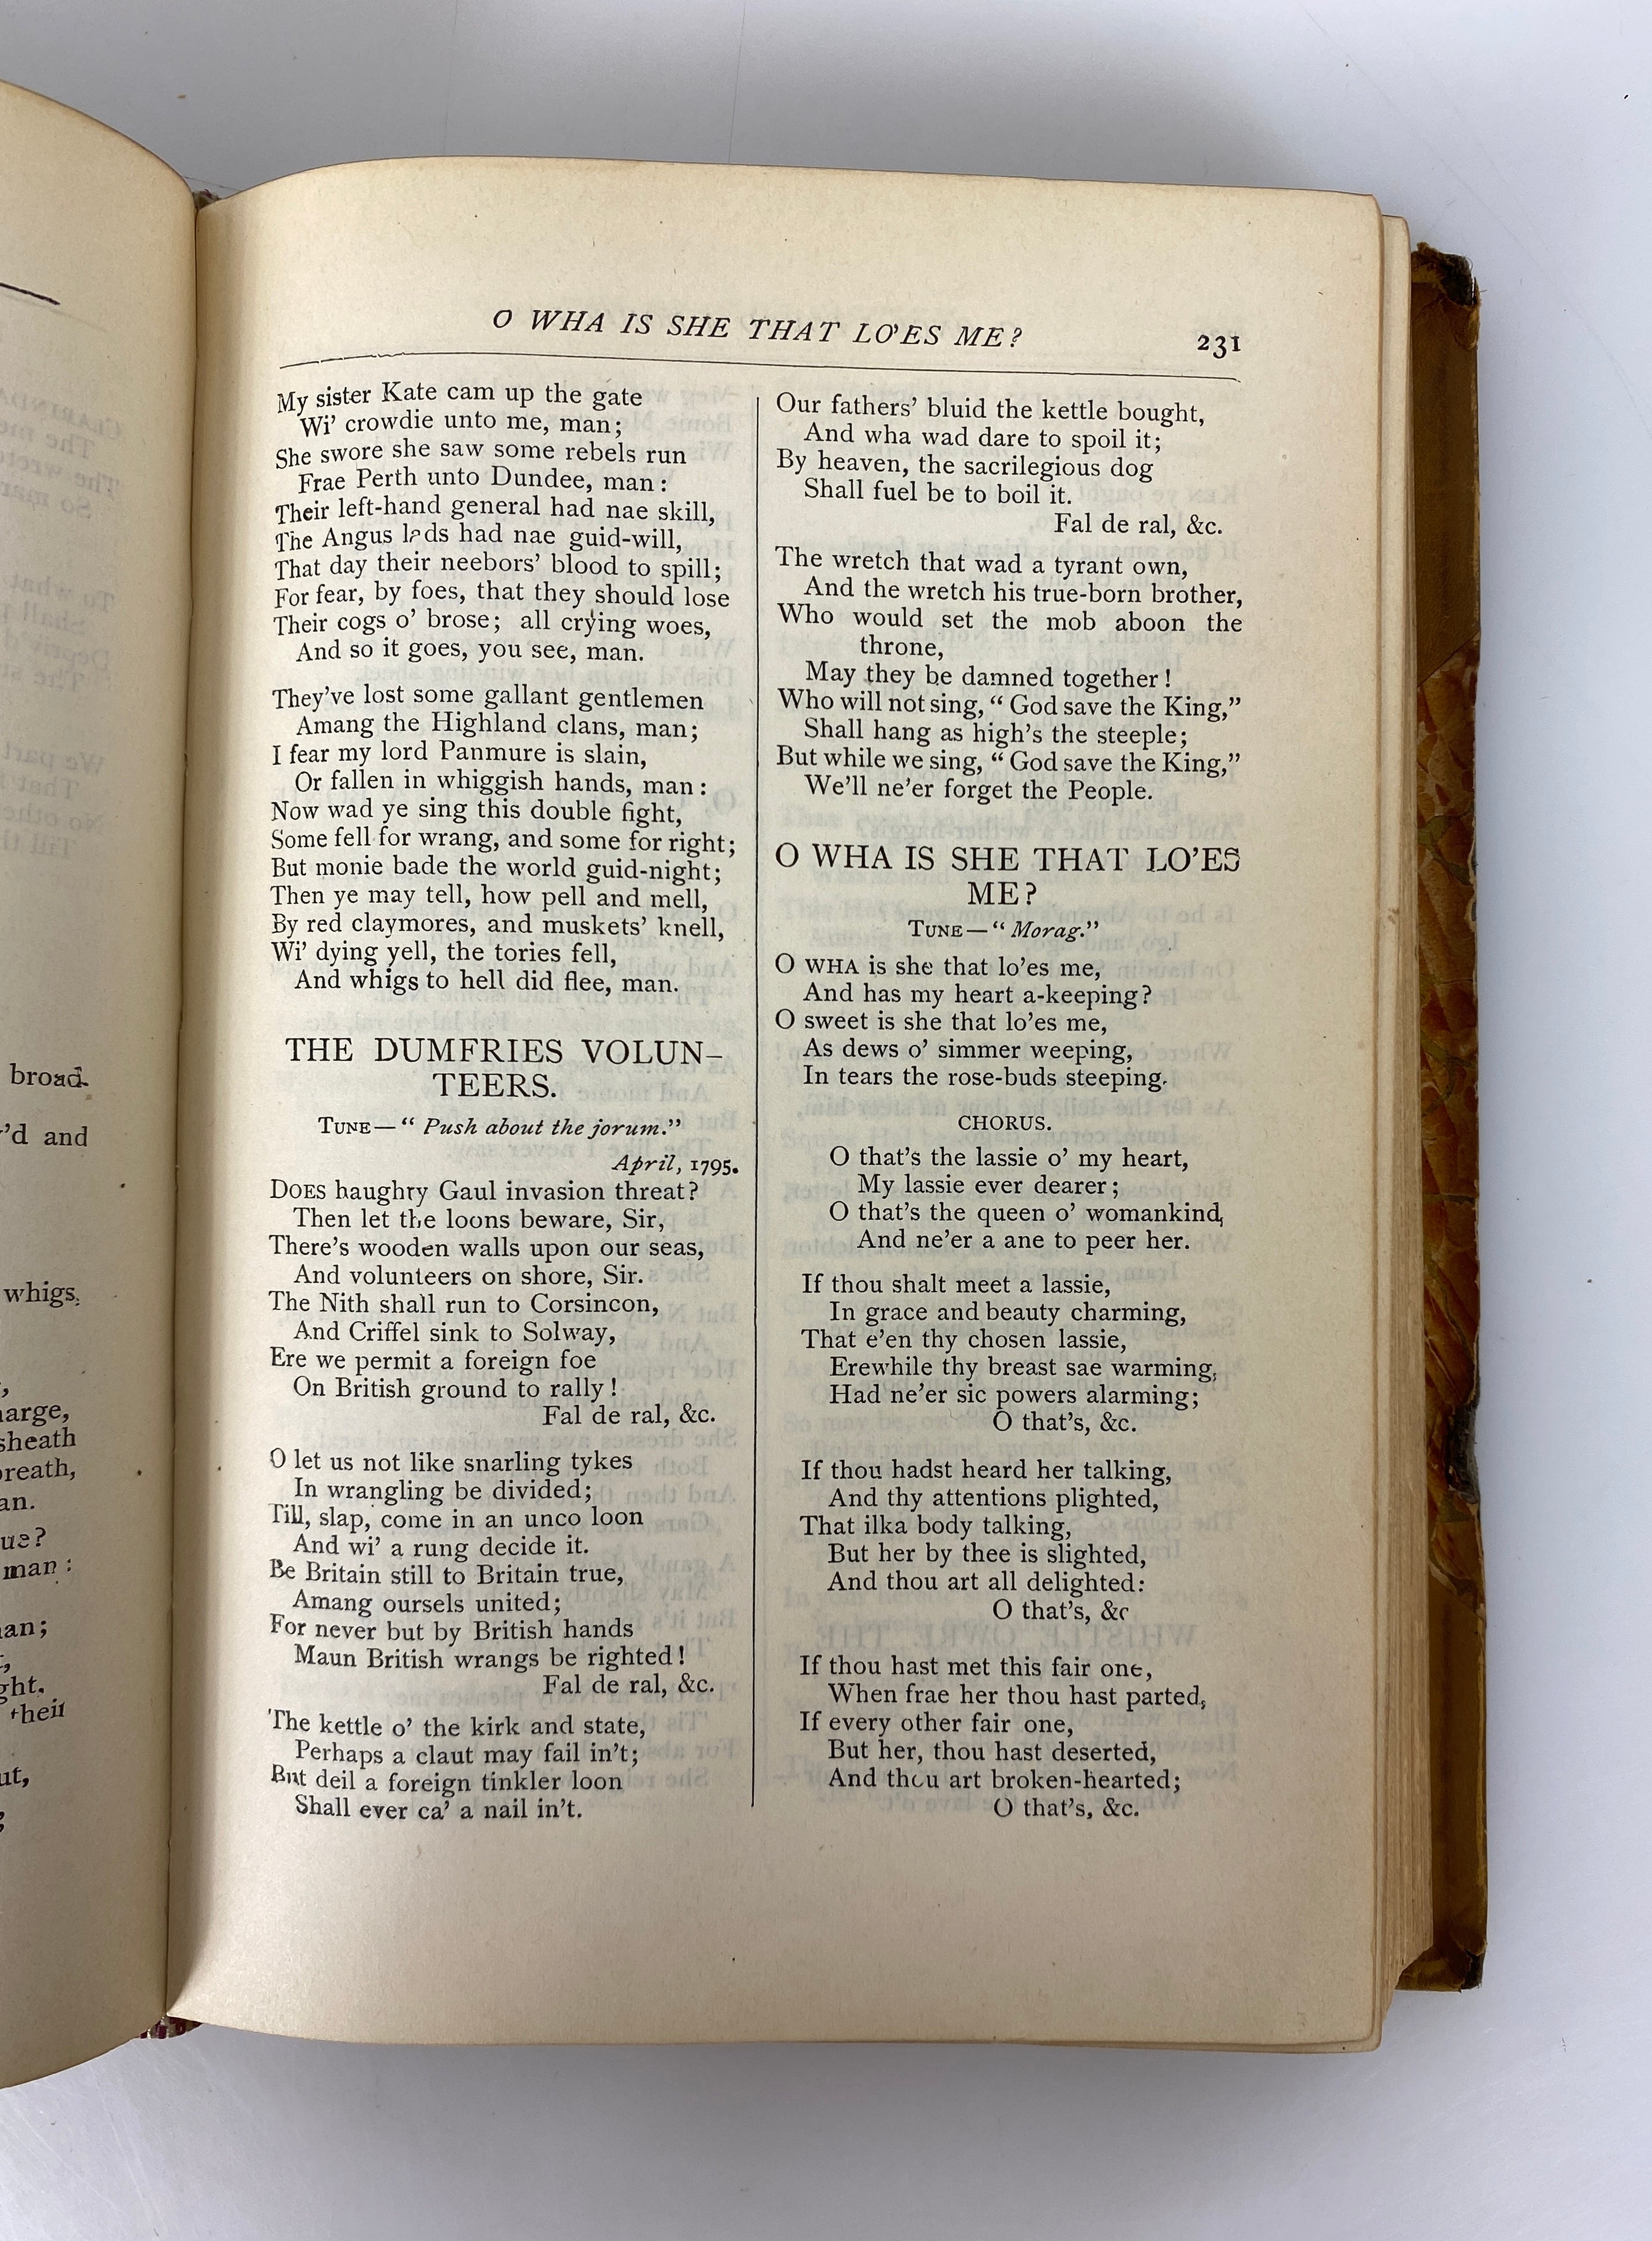 broad-
'd and
whigs.
sheath
an.
man:
ght.
O WHA IS SHE THAT LO'ES ME?
231
My sister Kate cam up the gate
Wi' crowdie unto me, man;
She swore she saw some rebels run
Frae Perth unto Dundee, man:
Their left-hand general had nae skill,
The Angus lads had nae guid-will,
That day their neebors' blood to spill;
For fear, by foes, that they should lose
Their cogs o' brose; all crying woes,
And so it goes, you see, man.
They've lost some gallant gentlemen
Amang the Highland clans, man;
I fear my lord Panmure is slain,
Or fallen in whiggish hands, man:
Now wad ye sing this double fight,
Some fell for wrang, and some for right;
But monie bade the world guid-night;
Then ye may tell, how pell and mell,
By red claymores, and muskets' knell,
Wi' dying yell, the tories fell,
And whigs to hell did flee, man.
THE DUMFRIES VOLUN-
TEERS.
TUNE—"Push about the jorum."
April, 1795.
DOES haughty Gaul invasion threat?
Then let the loons beware, Sir,
There's wooden walls upon our seas,
And volunteers on shore, Sir.
The Nith shall run to Corsincon,
And Criffel sink to Solway,
Ere we permit a foreign foe
On British ground to rally!
Fal de ral, &c.
O let us not like snarling tykes
In wrangling be divided;
Till, slap, come in an unco loon
And wi' a rung decide it.
Be Britain still to Britain true,
Amang oursels united;
For never but by British hands
Maun British wrangs be righted!
Fal de ral, &c.
The kettle o' the kirk and state,
Perhaps a claut may fail in't;
But deil a foreign tinkler loon
Shall ever ca' a nail in't.
Our fathers' bluid the kettle bought,
And wha wad dare to spoil it;
By heaven, the sacrilegious dog
Shall fuel be to boil it.
Fal de ral, &c.
The wretch that wad a tyrant own,
And the wretch his true-born brother,
Who would set the mob aboon the
throne,
May they be damned together!
Who will not sing, "God save the King,"
Shall hang as high's the steeple;
But while we sing, "God save the King,"
We'll ne'er forget the People.
O WHA IS SHE THAT LO'ES
ME?
TUNE—"Morag."
O WHA is she that lo'es me,
And has my heart a-keeping?
O sweet is she that lo'es me,
As dews o' simmer weeping,
In tears the rose-buds steeping.
CHORUS.
O that's the lassie o' my heart,
My lassie ever dearer;
O that's the queen o' womankind,
And ne'er a ane to peer her.
If thou shalt meet a lassie,
In grace and beauty charming,
That e'en thy chosen lassie,
Erewhile thy breast sae warming,
Had ne'er sic powers alarming;
O that's, &c.
If thou hadst heard her talking,
And thy attentions plighted,
That ilka body talking,
But her by thee is slighted,
And thou art all delighted:
O that's, &c
If thou hast met this fair one,
When frae her thou hast parted,
If every other fair one,
But her, thou hast deserted,
And thou art broken-hearted;
O that's, &c.